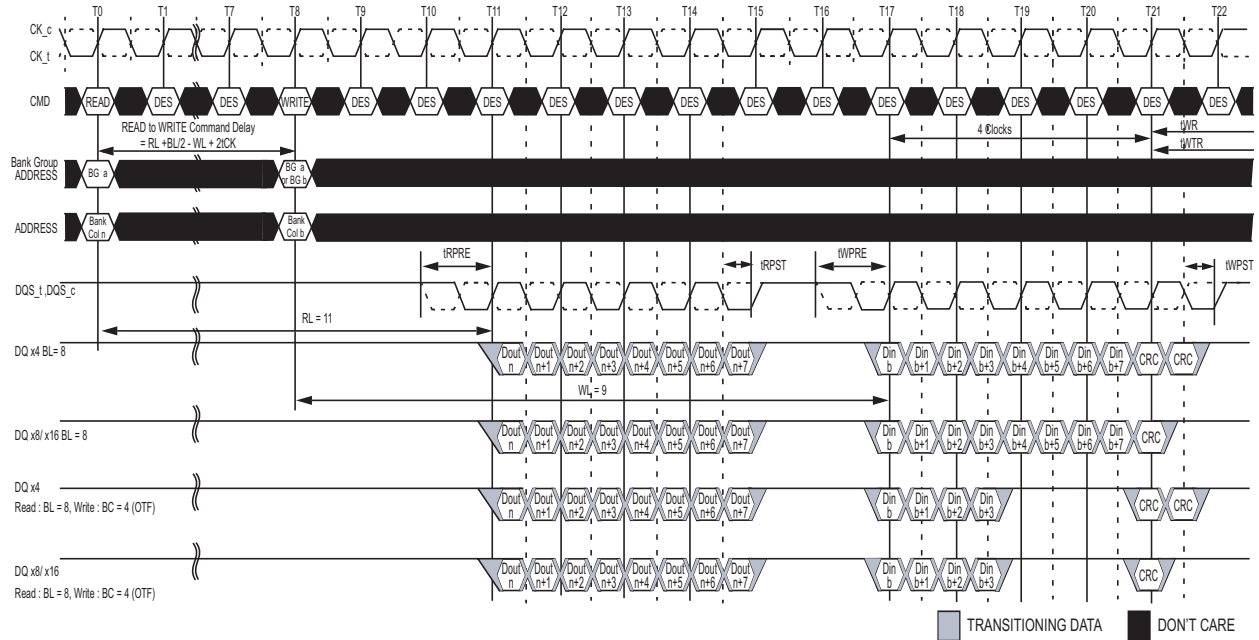 T0 T1 T7 T8 T9 T10 T11 T12 T13 T14 T15 T16 T17 T18 T19 T20 T21 T22
CK_c
CK_t
CMD READ DES DES WRITE DES DES DES DES DES DES DES DES DES DES DES DES DES DES
READ to WRITE Command Delay
= RL +BL/2 - WL + 2tCK
4 Clocks
tWR
tWTR
Bank Group
ADDRESS
BG a
BG a
or BG b
ADDRESS
Bank
Col n
Bank
Col b
tRPRE
tRPST
tWPRE
tWPST
DQS_t ,DQS_c
RL = 11
DQ x4 BL= 8
Dout Dout Dout Dout Dout Dout Dout Dout Din Din Din Din Din Din Din Din CRC CRC
n n+1 n+2 n+3 n+4 n+5 n+6 n+7 b b+1 b+2 b+3 b+4 b+5 b+6 b+7
WL = 9
DQ x8/ x16 BL = 8
Dout Dout Dout Dout Dout Dout Dout Dout Din Din Din Din Din Din Din Din CRC
n n+1 n+2 n+3 n+4 n+5 n+6 n+7 b b+1 b+2 b+3 b+4 b+5 b+6 b+7
DQ x4
Read : BL = 8, Write : BC = 4 (OTF)
Dout Dout Dout Dout Dout Dout Dout Dout Din Din Din Din CRC CRC
n n+1 n+2 n+3 n+4 n+5 n+6 n+7 b b+1 b+2 b+3
DQ x8/ x16
Read : BL = 8, Write : BC = 4 (OTF)
Dout Dout Dout Dout Dout Dout Dout Dout Din Din Din Din CRC
n n+1 n+2 n+3 n+4 n+5 n+6 n+7 b b+1 b+2 b+3
TRANSITIONING DATA
DON'T CARE